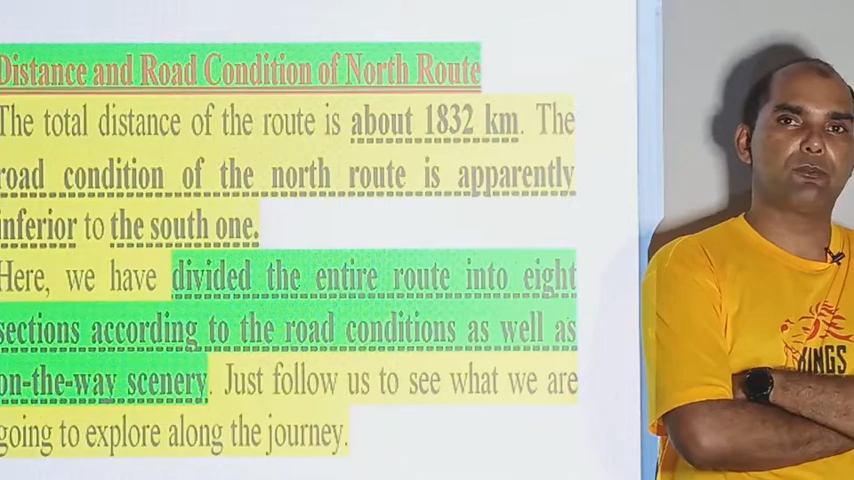 Distance and Road Condition of North Route
The total distance of the route is about 1832 km. The
road condition of the north route is apparently
inferior to the south one.
Here, we have divided the entire route into eight
sections according to the road conditions as well as
on-the-way scenery. Just follow us to see what we are
going to explore along the journey.
KINGS